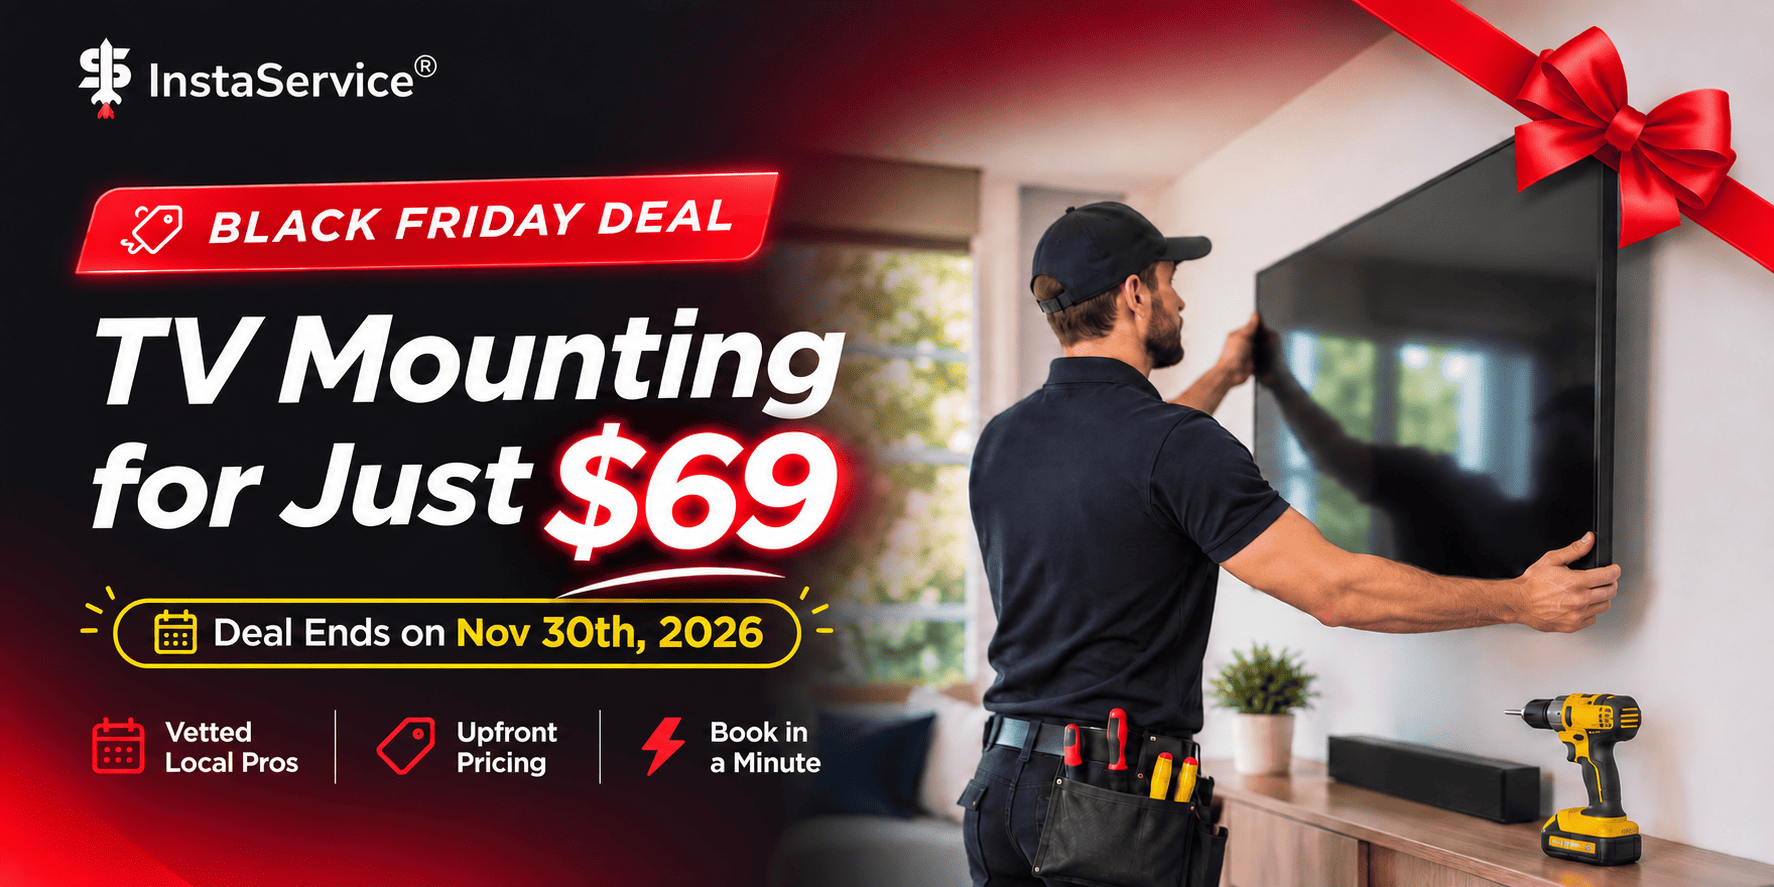 InstaService®
BLACK FRIDAY DEAL
TV Mounting
for Just $69
Deal Ends on Nov 30th, 2026
Vetted
Local Pros
Upfront
Pricing
Book in
a Minute